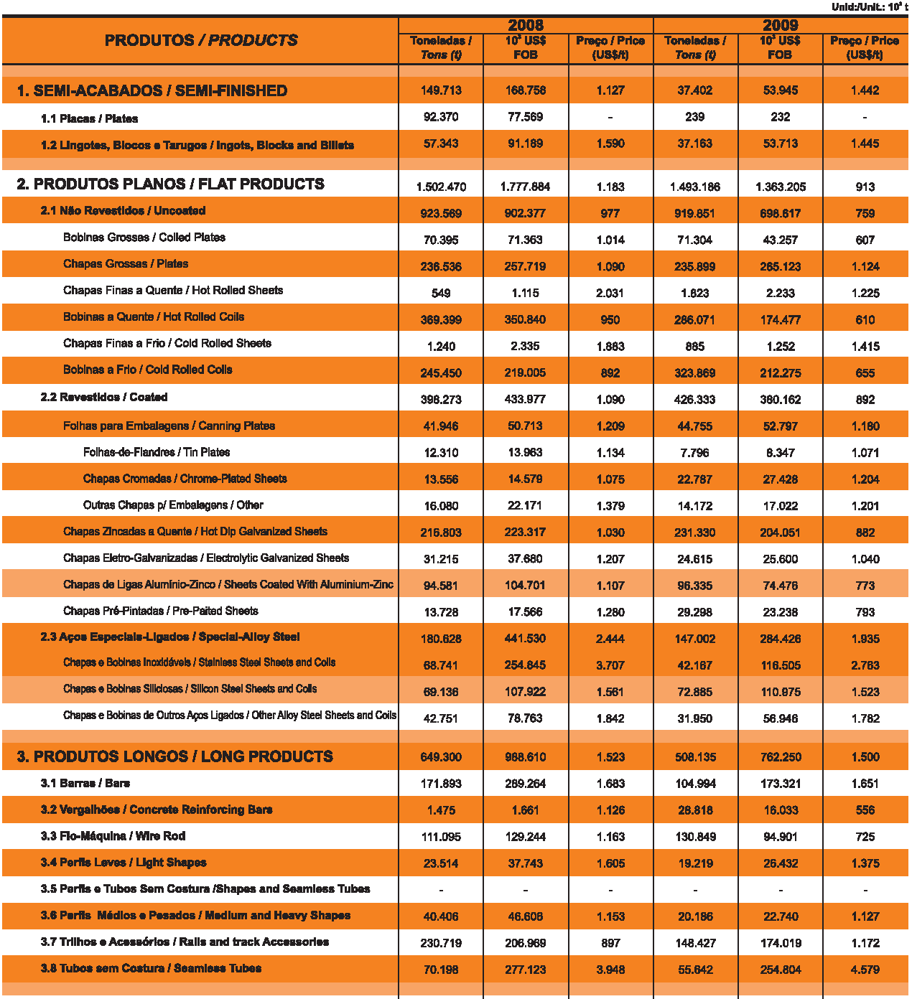 Unid:/Unit.: 10³ t
PRODUTOS / PRODUCTS 2008 2009
Toneladas / Tons (t) 10³ US$ FOB Preço / Price (US$/t) Toneladas / Tons (t) 10³ US$ FOB Preço / Price (US$/t)
1. SEMI-ACABADOS / SEMI-FINISHED 149.713 168.758 1.127 37.402 53.945 1.442
1.1 Placas / Plates 92.370 77.569 - 239 232 -
1.2 Lingotes, Blocos e Tarugos / Ingots, Blocks and Billets 57.343 91.189 1.590 37.163 53.713 1.445
2. PRODUTOS PLANOS / FLAT PRODUCTS 1.502.470 1.777.884 1.183 1.493.186 1.363.205 913
2.1 Não Revestidos / Uncoated 923.569 902.377 977 919.851 698.617 759
Bobinas Grossas / Coiled Plates 70.395 71.363 1.014 71.304 43.257 607
Chapas Grossas / Plates 236.536 257.719 1.090 235.899 265.123 1.124
Chapas Finas a Quente / Hot Rolled Sheets 549 1.115 2.031 1.823 2.233 1.225
Bobinas a Quente / Hot Rolled Coils 369.399 350.840 950 286.071 174.477 610
Chapas Finas a Frio / Cold Rolled Sheets 1.240 2.335 1.883 885 1.252 1.415
Bobinas a Frio / Cold Rolled Coils 245.450 219.005 892 323.869 212.275 655
2.2 Revestidos / Coated 398.273 433.977 1.090 426.333 380.162 892
Folhas para Embalagens / Canning Plates 41.946 50.713 1.209 44.755 52.797 1.180
Folhas-de-Flandres / Tin Plates 12.310 13.963 1.134 7.796 8.347 1.071
Chapas Cromadas / Chrome-Plated Sheets 13.556 14.579 1.075 22.787 27.428 1.204
Outras Chapas p/ Embalagens / Other 16.080 22.171 1.379 14.172 17.022 1.201
Chapas Zincadas a Quente / Hot Dip Galvanized Sheets 216.803 223.317 1.030 231.330 204.051 882
Chapas Eletro-Galvanizadas / Electrolytic Galvanized Sheets 31.215 37.680 1.207 24.615 25.600 1.040
Chapas de Ligas Alumínio-Zinco / Sheets Coated With Aluminium-Zinc 94.581 104.701 1.107 96.335 74.476 773
Chapas Pré-Pintadas / Pre-Paited Sheets 13.728 17.566 1.280 29.298 23.238 793
2.3 Aços Especiais-Ligados / Special-Alloy Steel 180.628 441.530 2.444 147.002 284.426 1.935
Chapas e Bobinas Inoxidáveis / Stainless Steel Sheets and Coils 68.741 254.845 3.707 42.167 116.505 2.763
Chapas e Bobinas Siliciosas / Silicon Steel Sheets and Coils 69.136 107.922 1.561 72.885 110.975 1.523
Chapas e Bobinas de Outros Aços Ligados / Other Alloy Steel Sheets and Coils 42.751 78.763 1.842 31.950 56.946 1.782
3. PRODUTOS LONGOS / LONG PRODUCTS 649.300 988.610 1.523 508.135 762.250 1.500
3.1 Barras / Bars 171.893 289.264 1.683 104.994 173.321 1.651
3.2 Vergalhões / Concrete Reinforcing Bars 1.475 1.661 1.126 28.818 16.033 556
3.3 Fio-Máquina / Wire Rod 111.095 129.244 1.163 130.849 94.901 725
3.4 Perfis Leves / Light Shapes 23.514 37.743 1.605 19.219 26.432 1.375
3.5 Perfis e Tubos Sem Costura /Shapes and Seamless Tubes - - - - - -
3.6 Perfis Médios e Pesados / Medium and Heavy Shapes 40.406 46.606 1.153 20.186 22.740 1.127
3.7 Trilhos e Acessórios / Rails and track Accessories 230.719 206.969 897 148.427 174.019 1.172
3.8 Tubos sem Costura / Seamless Tubes 70.198 277.123 3.948 55.642 254.804 4.579